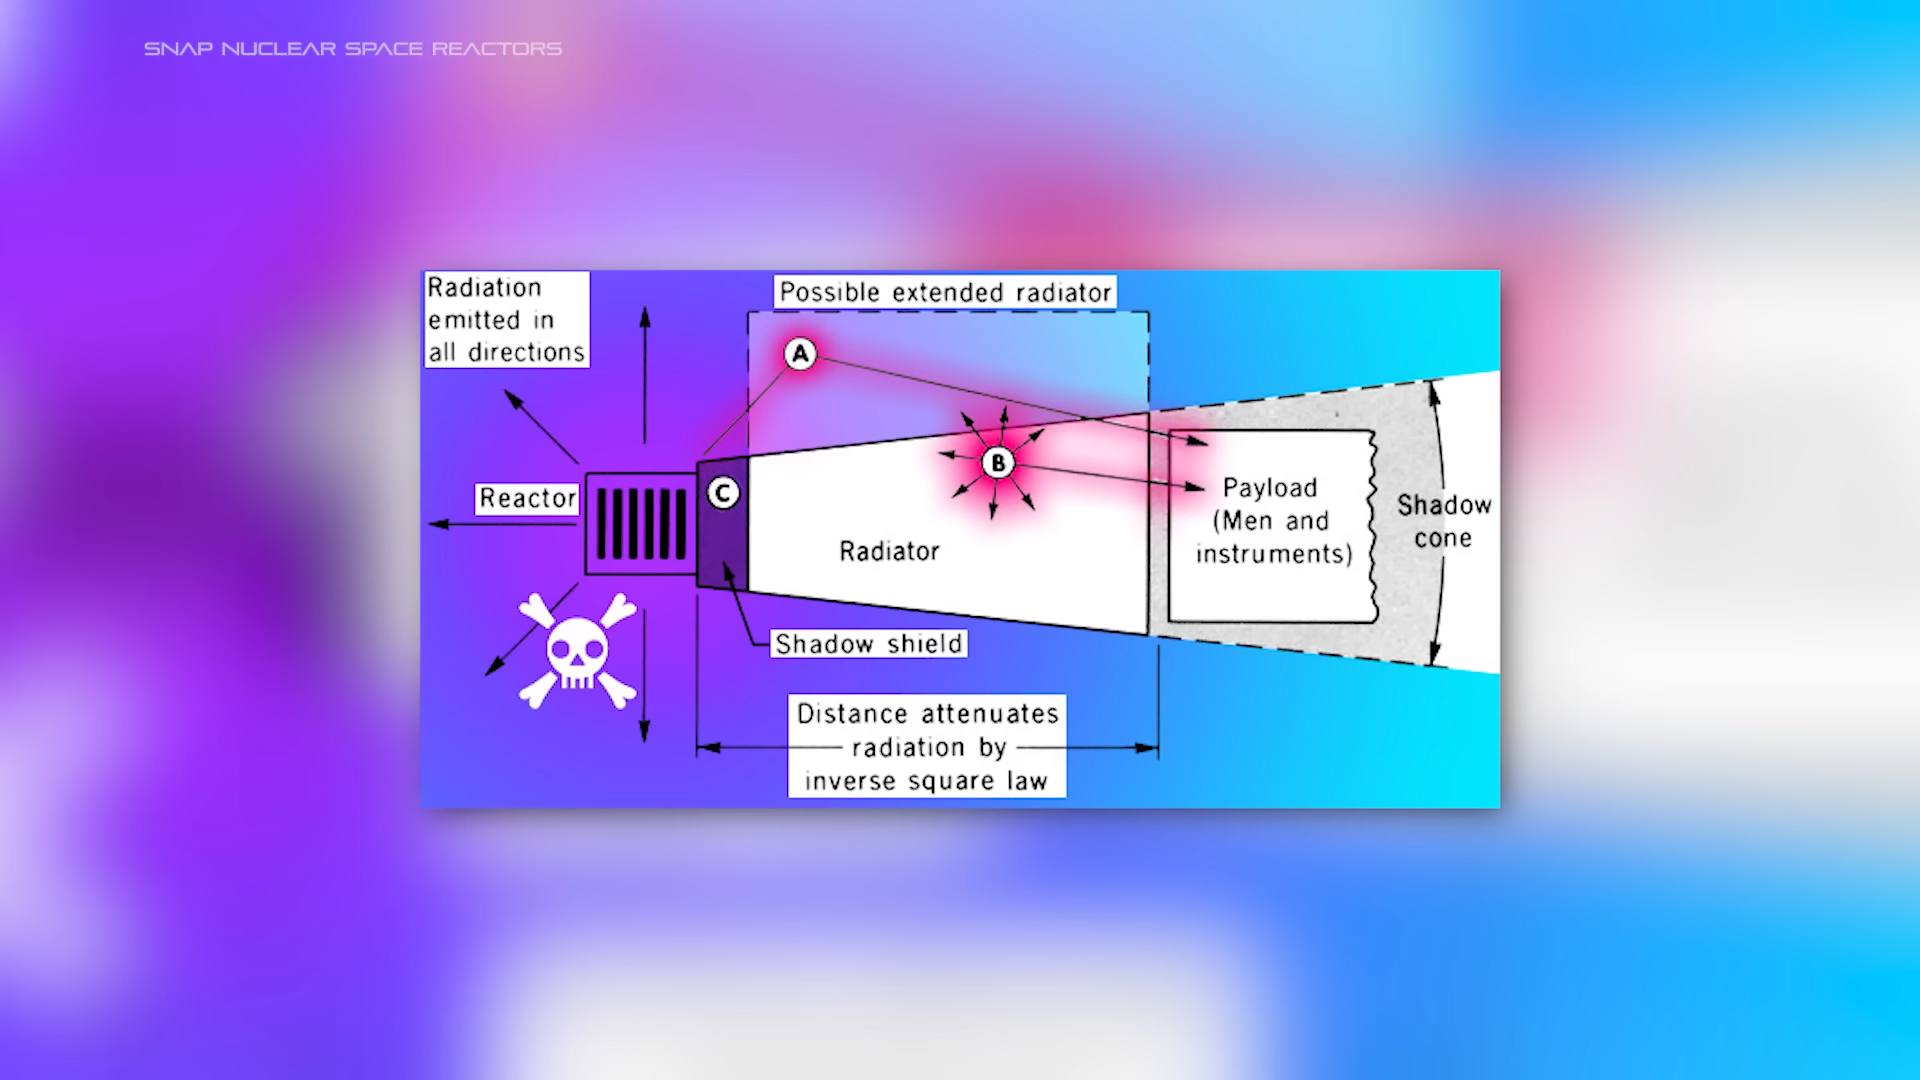 SNAP NUCLEAR SPACE REACTORS
Radiation
emitted in
all directions
Possible extended radiator
A
B
C
Reactor
Radiator
Payload
(Men and
instruments)
Shadow
cone
Shadow shield
Distance attenuates
radiation by
inverse square law